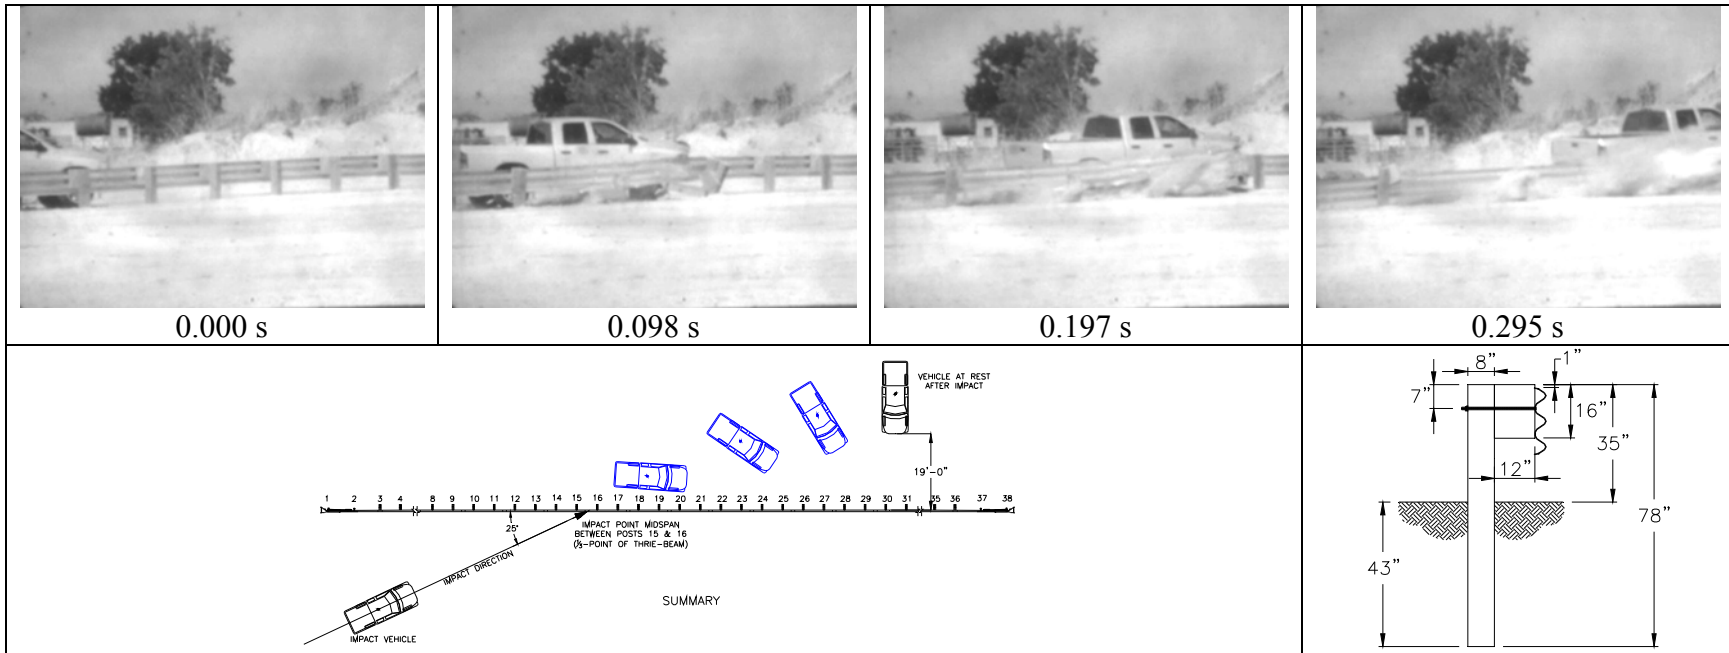 0.000 s
0.098 s
0.197 s
0.295 s
VEHICLE AT REST
AFTER IMPACT
19'-0"
1 2 3 4 8 9 10 11 12 13 14 15 16 17 18 19 20 21 22 23 24 25 26 27 28 29 30 31 35 36 37 38
25°
IMPACT POINT MIDSPAN
BETWEEN POSTS 15 & 16
(⅓-POINT OF THRIE-BEAM)
IMPACT DIRECTION
SUMMARY
IMPACT VEHICLE
8"
1"
7"
16"
35"
12"
78"
43"